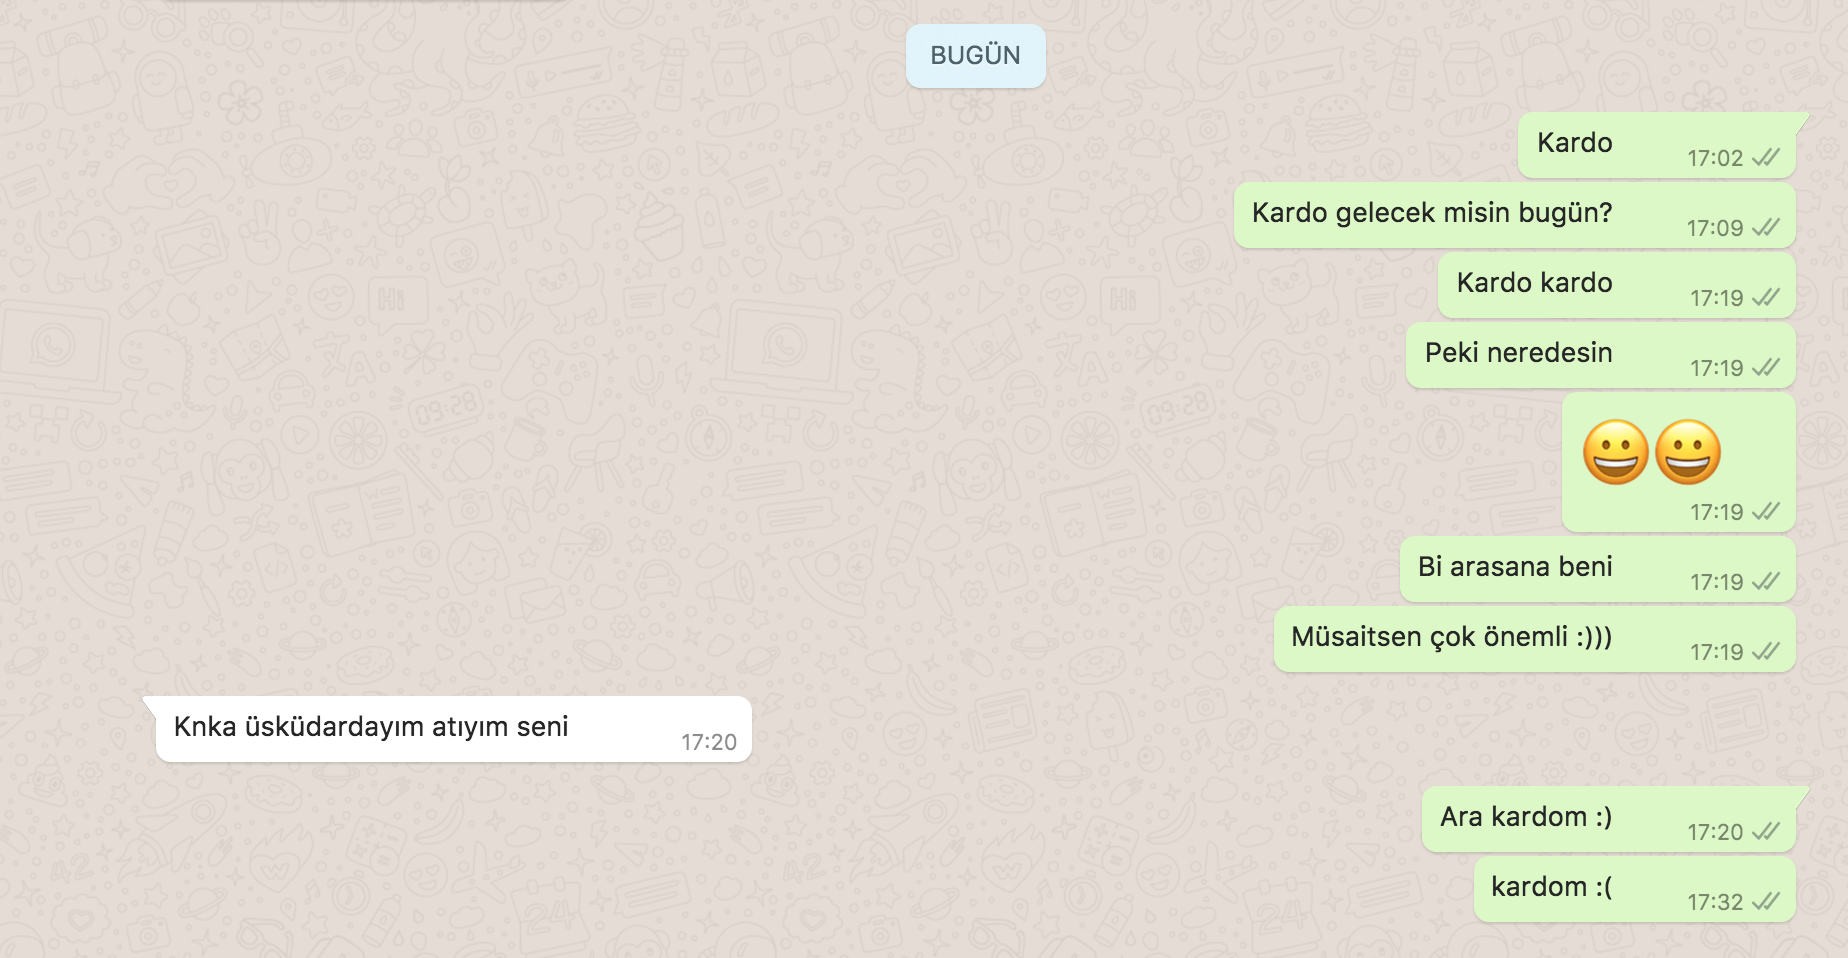 BUGÜN
Kardo
17:02
Kardo gelecek misin bugün?
17:09
Kardo kardo
17:19
Peki neredesin
17:19
😀😀
17:19
Bi arasana beni
17:19
Müsaitsen çok önemli :)))
17:19
Knka üsküdardayım atıyım seni
17:20
Ara kardom :)
17:20
kardom :(
17:32